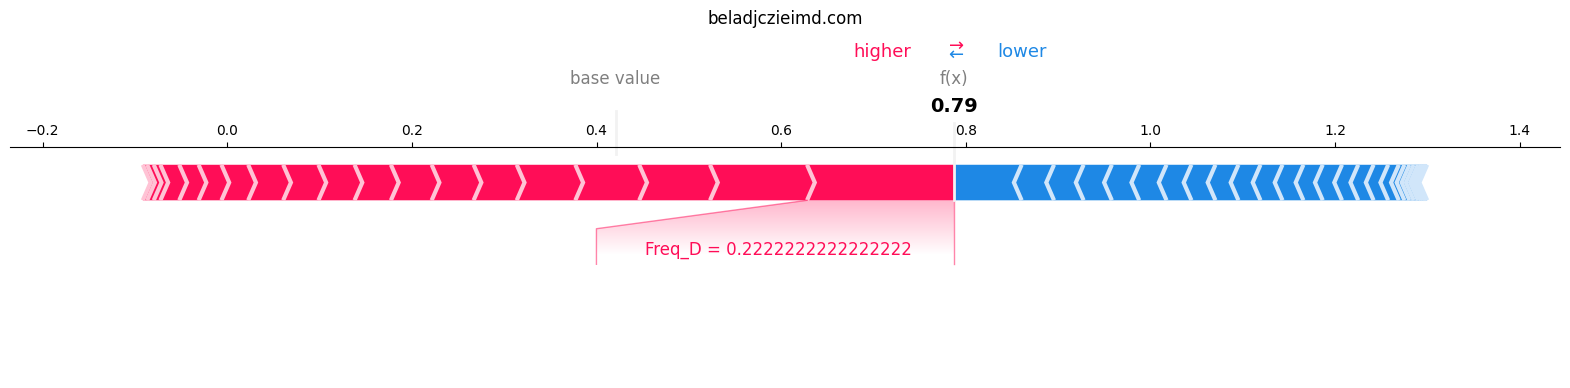 beladjczieimd.com
higher → ← lower
base value f(x)
0.79
−0.2 0.0 0.2 0.4 0.6 0.8 1.0 1.2 1.4
Freq_D = 0.2222222222222222